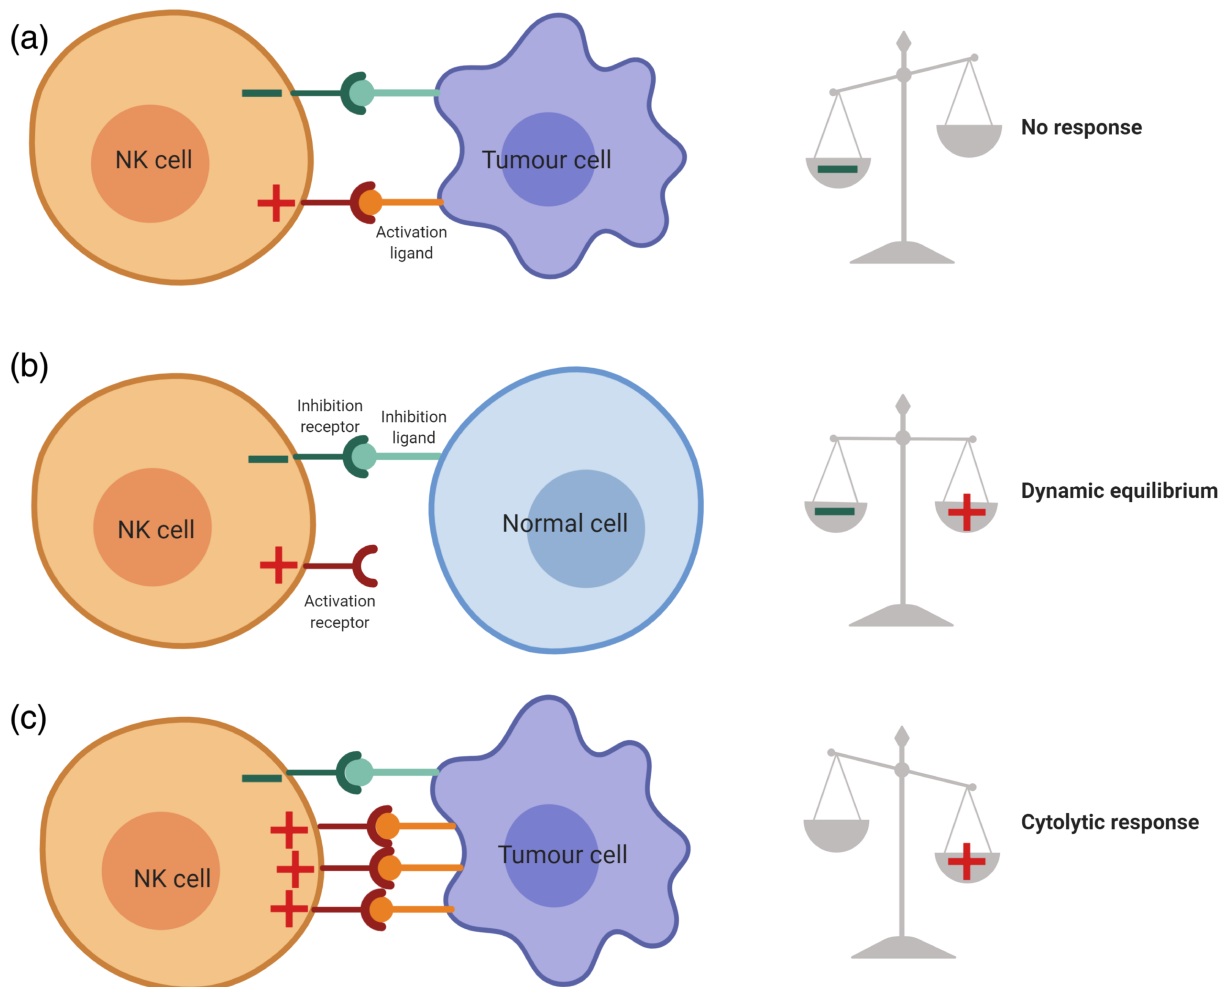 (a)
NK cell
Tumour cell
Activation
ligand
No response
(b)
Inhibition
receptor
Inhibition
ligand
NK cell
Normal cell
Activation
receptor
Dynamic equilibrium
(c)
NK cell
Tumour cell
Cytolytic response